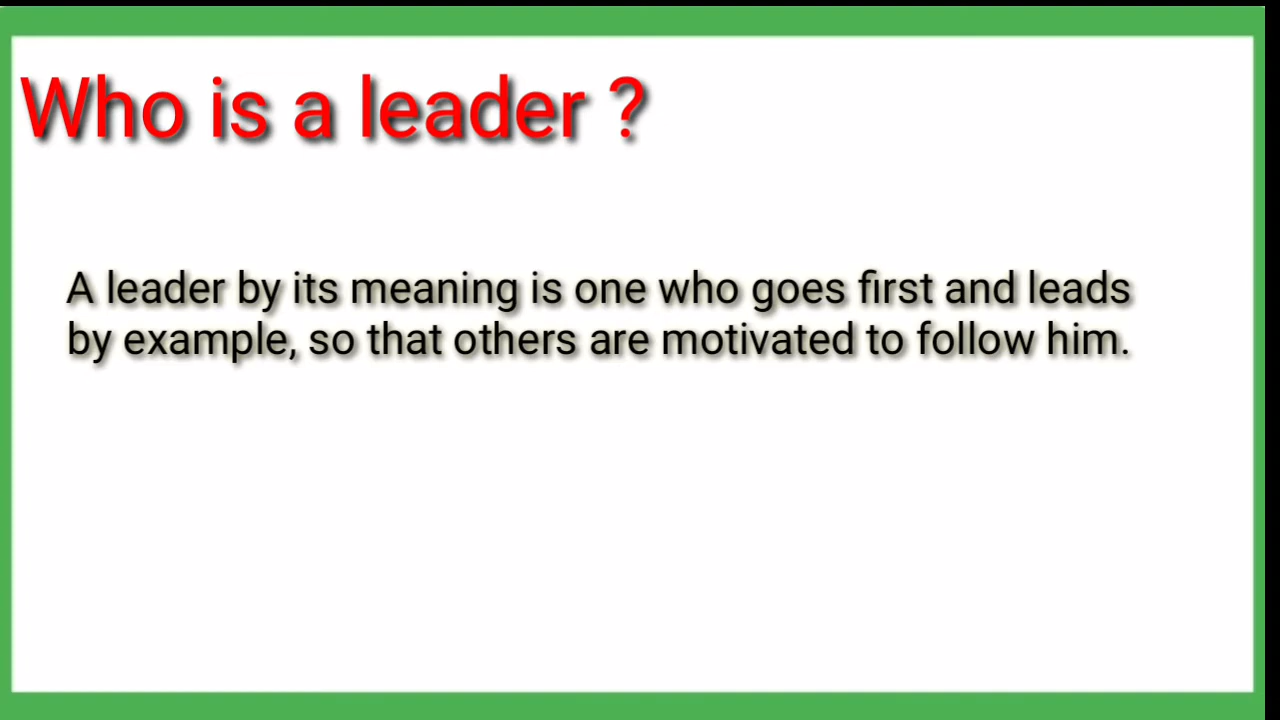 Who is a leader ?
A leader by its meaning is one who goes first and leads
by example, so that others are motivated to follow him.